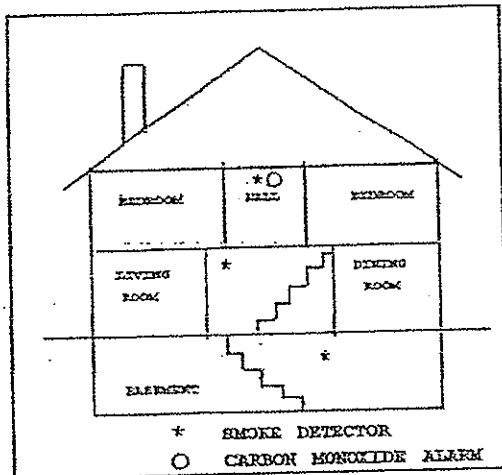 BEDROOM HALL BEDROOM
LIVING ROOM
DINING ROOM
BASEMENT
* SMOKE DETECTOR
○ CARBON MONOXIDE ALARM